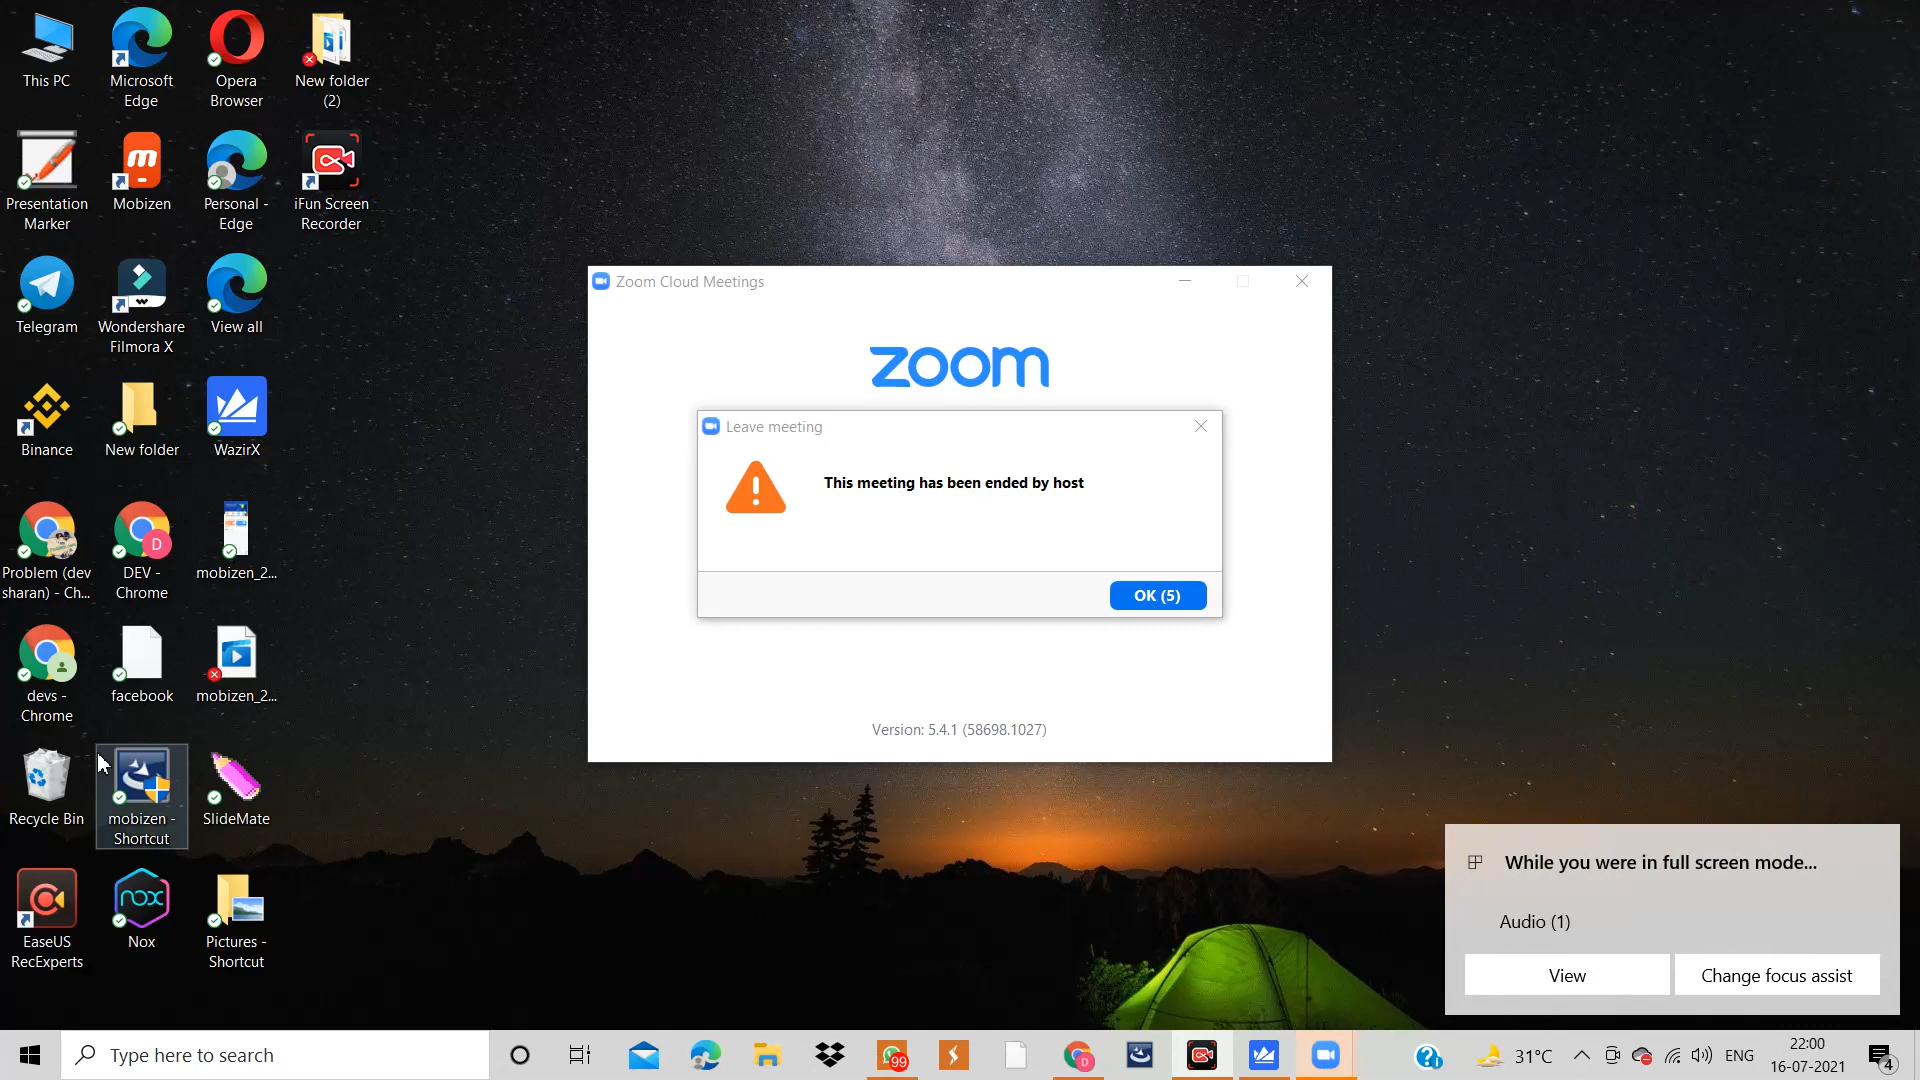 This PC
Microsoft
Edge
Opera
Browser
New folder
(2)
Presentation
Marker
Mobizen
Personal -
Edge
iFun Screen
Recorder
Telegram
Wondershare
Filmora X
View all
Binance
New folder
WazirX
Problem (dev
sharan) - Ch...
D
DEV -
Chrome
mobizen_2...
devs -
Chrome
facebook
mobizen_2...
Recycle Bin
mobizen -
Shortcut
SlideMate
EaseUS
RecExperts
nox
Nox
Pictures -
Shortcut
Zoom Cloud Meetings
zoom
Leave meeting
This meeting has been ended by host
OK (5)
Version: 5.4.1 (58698.1027)
While you were in full screen mode...
Audio (1)
View
Change focus assist
Type here to search
99
D
31°C
ENG
22:00
16-07-2021
4